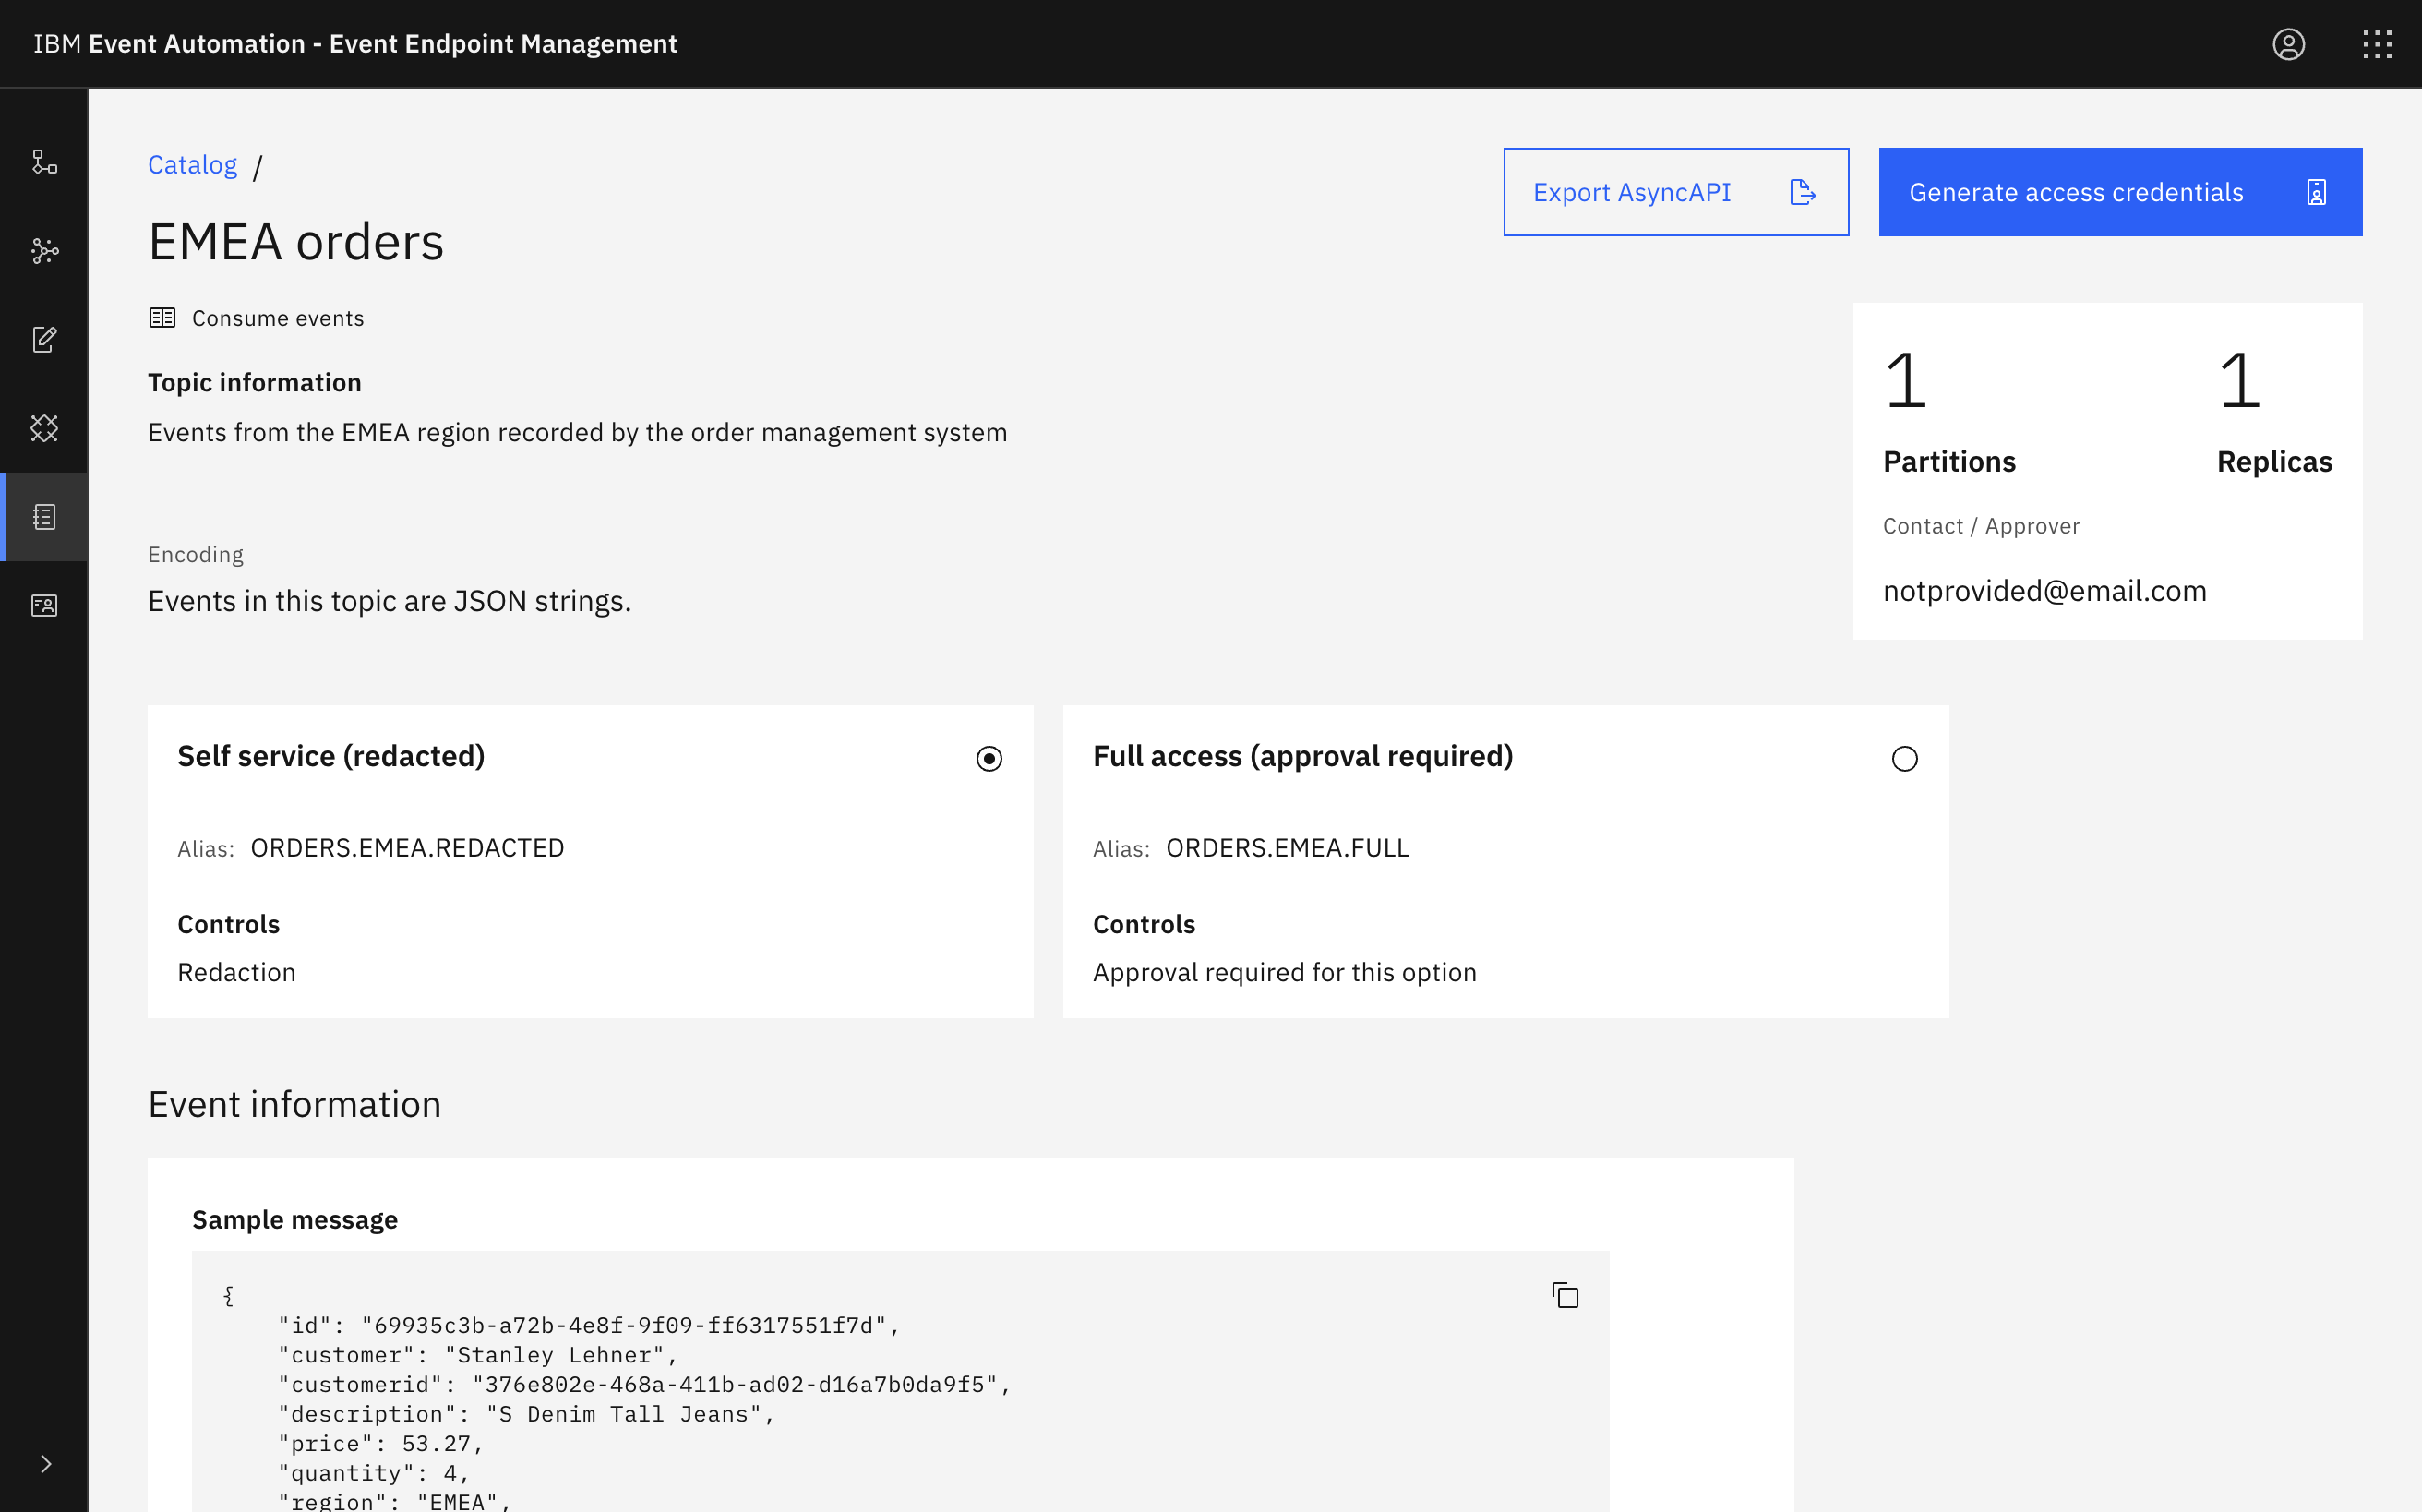 IBM Event Automation - Event Endpoint Management
Catalog /
Export AsyncAPI
Generate access credentials
EMEA orders
Consume events
Topic information
Events from the EMEA region recorded by the order management system
Encoding
Events in this topic are JSON strings.
1
1
Partitions
Replicas
Contact / Approver
notprovided@email.com
Self service (redacted)
Alias: ORDERS.EMEA.REDACTED
Controls
Redaction
Full access (approval required)
Alias: ORDERS.EMEA.FULL
Controls
Approval required for this option
Event information
Sample message
{
"id": "69935c3b-a72b-4e8f-9f09-ff6317551f7d",
"customer": "Stanley Lehner",
"customerid": "376e802e-468a-411b-ad02-d16a7b0da9f5",
"description": "S Denim Tall Jeans",
"price": 53.27,
"quantity": 4,
"region": "EMEA",